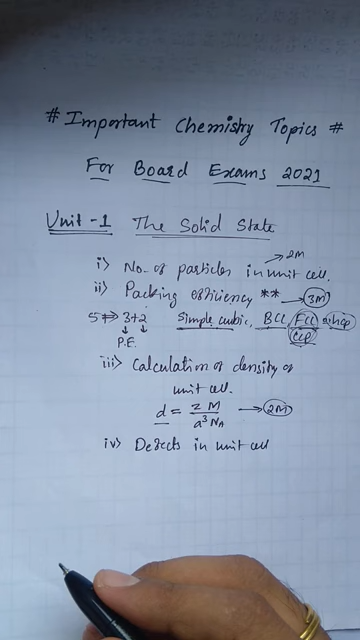 # Important Chemistry Topics #
For Board Exams 2021
Unit-1 The Solid State
→ 2M
i) No. of particles in unit cell.
ii) Packing efficiency ** → 3M
5 ⇒ 3+2 Simple cubic, BCC, FCC, hcp
↓ ↓ ccp
P.E.
iii) Calculation of density of
unit cell.
d = ZM / a³ NA → 2M
iv) Defects in unit cell